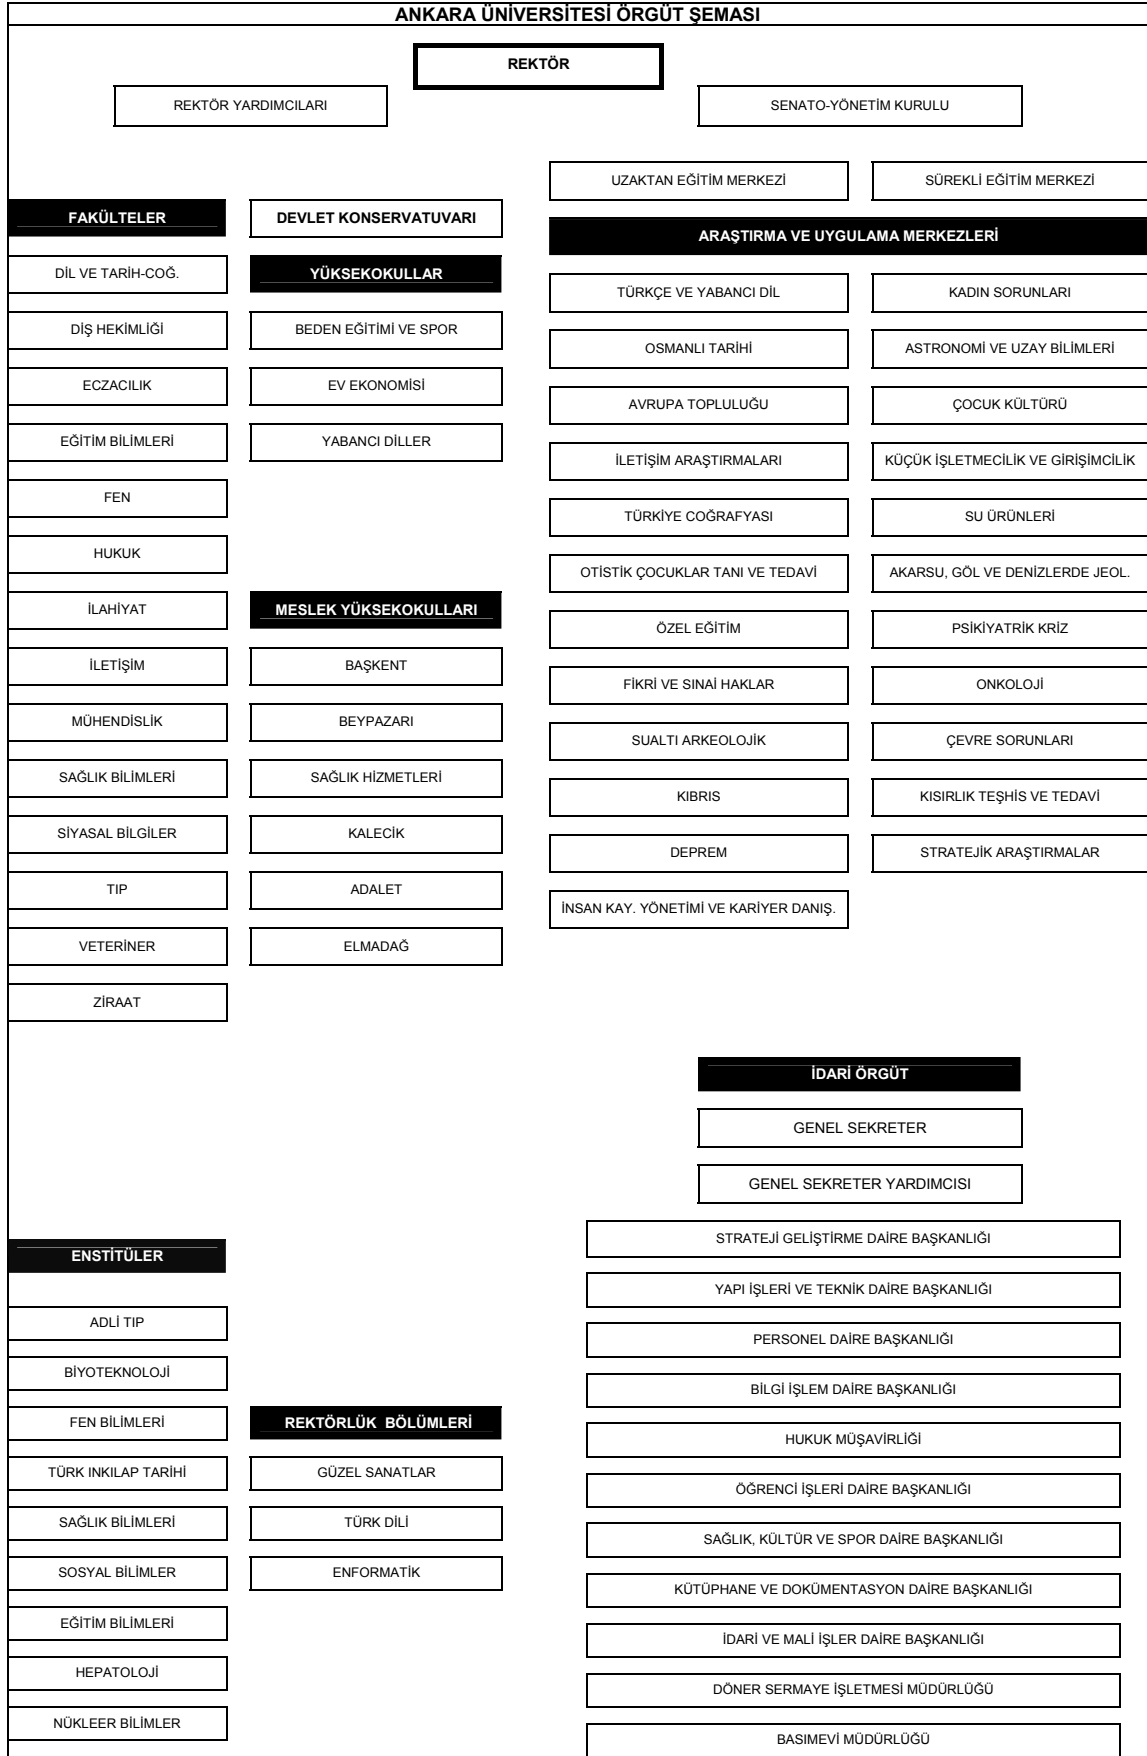 ANKARA ÜNİVERSİTESİ ÖRGÜT ŞEMASI
REKTÖR
REKTÖR YARDIMCILARI
SENATO-YÖNETİM KURULU
UZAKTAN EĞİTİM MERKEZİ
SÜREKLİ EĞİTİM MERKEZİ
FAKÜLTELER
DİL VE TARİH-COĞ.
DİŞ HEKİMLİĞİ
ECZACILIK
EĞİTİM BİLİMLERİ
FEN
HUKUK
İLAHİYAT
İLETİŞİM
MÜHENDİSLİK
SAĞLIK BİLİMLERİ
SİYASAL BİLGİLER
TIP
VETERİNER
ZİRAAT
DEVLET KONSERVATUVARI
YÜKSEKOKULLAR
BEDEN EĞİTİMİ VE SPOR
EV EKONOMİSİ
YABANCI DİLLER
MESLEK YÜKSEKOKULLARI
BAŞKENT
BEYPAZARI
SAĞLIK HİZMETLERİ
KALECİK
ADALET
ELMADAĞ
ARAŞTIRMA VE UYGULAMA MERKEZLERİ
TÜRKÇE VE YABANCI DİL
KADIN SORUNLARI
OSMANLI TARİHİ
ASTRONOMİ VE UZAY BİLİMLERİ
AVRUPA TOPLULUĞU
ÇOCUK KÜLTÜRÜ
İLETİŞİM ARAŞTIRMALARI
KÜÇÜK İŞLETMECİLİK VE GİRİŞİMCİLİK
TÜRKİYE COĞRAFYASI
SU ÜRÜNLERİ
OTİSTİK ÇOCUKLAR TANI VE TEDAVİ
AKARSU, GÖL VE DENİZLERDE JEOL.
ÖZEL EĞİTİM
PSİKİYATRİK KRİZ
FİKRİ VE SINAİ HAKLAR
ONKOLOJİ
SUALTI ARKEOLOJİK
ÇEVRE SORUNLARI
KIBRIS
KISIRLIK TEŞHİS VE TEDAVİ
DEPREM
STRATEJİK ARAŞTIRMALAR
İNSAN KAY. YÖNETİMİ VE KARİYER DANIŞ.
ENSTİTÜLER
ADLİ TIP
BİYOTEKNOLOJİ
FEN BİLİMLERİ
TÜRK INKILAP TARİHİ
SAĞLIK BİLİMLERİ
SOSYAL BİLİMLER
EĞİTİM BİLİMLERİ
HEPATOLOJİ
NÜKLEER BİLİMLER
REKTÖRLÜK BÖLÜMLERİ
GÜZEL SANATLAR
TÜRK DİLİ
ENFORMATİK
İDARİ ÖRGÜT
GENEL SEKRETER
GENEL SEKRETER YARDIMCISI
STRATEJİ GELİŞTİRME DAİRE BAŞKANLIĞI
YAPI İŞLERİ VE TEKNİK DAİRE BAŞKANLIĞI
PERSONEL DAİRE BAŞKANLIĞI
BİLGİ İŞLEM DAİRE BAŞKANLIĞI
HUKUK MÜŞAVİRLİĞİ
ÖĞRENCİ İŞLERİ DAİRE BAŞKANLIĞI
SAĞLIK, KÜLTÜR VE SPOR DAİRE BAŞKANLIĞI
KÜTÜPHANE VE DOKÜMENTASYON DAİRE BAŞKANLIĞI
İDARİ VE MALİ İŞLER DAİRE BAŞKANLIĞI
DÖNER SERMAYE İŞLETMESİ MÜDÜRLÜĞÜ
BASIMEVİ MÜDÜRLÜĞÜ